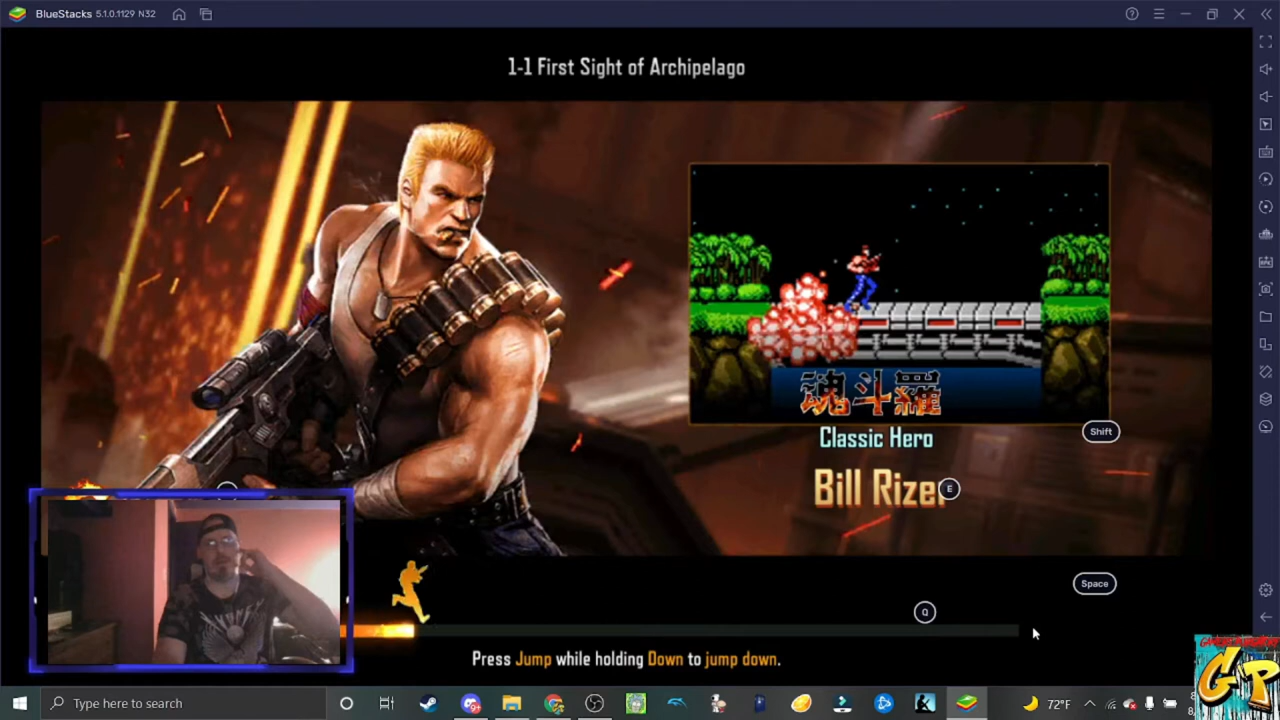 BlueStacks 5.1.0.1129 N32
1-1 First Sight of Archipelago
魂斗羅
Classic Hero
Bill Rizer
Shift
E
Space
Q
Press Jump while holding Down to jump down.
GP
Type here to search
72°F